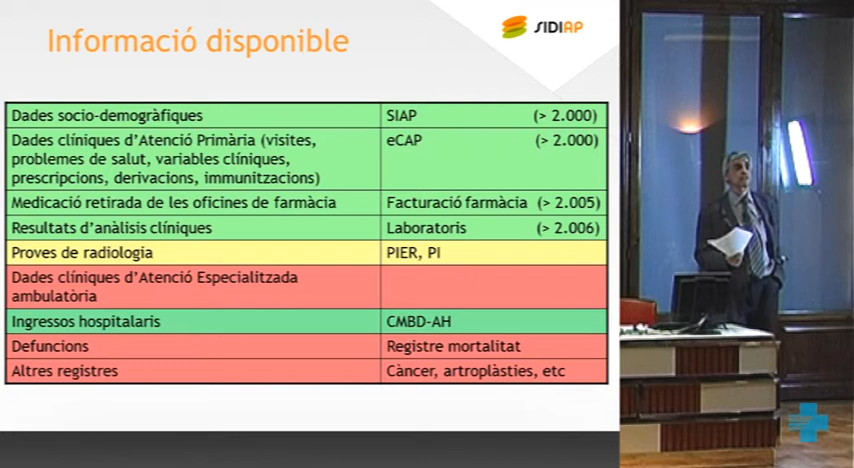 Informació disponible
SIDIAP
Dades socio-demogràfiques SIAP (> 2.000)
Dades clíniques d'Atenció Primària (visites, eCAP (> 2.000)
problemes de salut, variables clíniques,
prescripcions, derivacions, immunitzacions)
Medicació retirada de les oficines de farmàcia Facturació farmàcia (> 2.005)
Resultats d'anàlisi clíniques Laboratoris (> 2.006)
Proves de radiologia PIER, PI
Dades clíniques d'Atenció Especialitzada
ambulatòria
Ingressos hospitalaris CMBD-AH
Defuncions Registre mortalitat
Altres registres Càncer, artroplàsties, etc